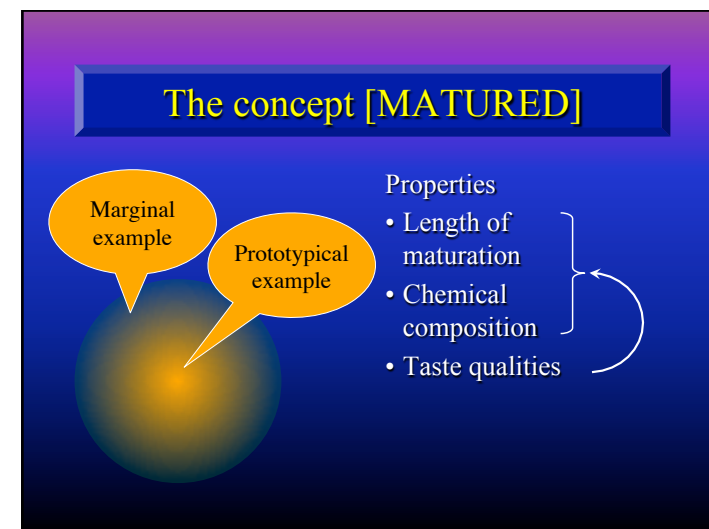 The concept [MATURED]
Marginal
example
Prototypical
example
Properties
• Length of
maturation
• Chemical
composition
• Taste qualities